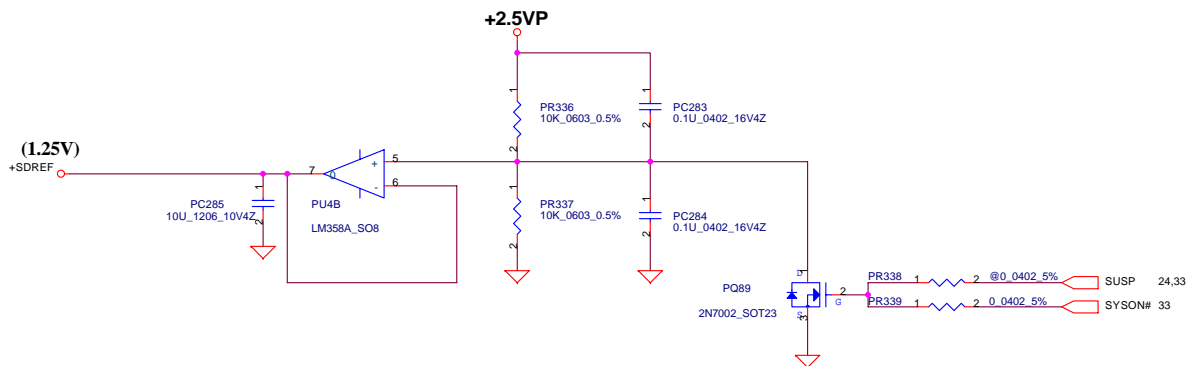 +2.5VP
1
PR336
10K_0603_0.5%
2
1
PC283
0.1U_0402_16V4Z
2
(1.25V)
+SDREF
1
PC285
10U_1206_10V4Z
2
7
O
+
-
5
6
PU4B
LM358A_SO8
1
PR337
10K_0603_0.5%
2
1
PC284
0.1U_0402_16V4Z
2
PQ89
2N7002_SOT23
D
1
G
2
S
3
PR338
1
2
@0_0402_5%
SUSP
24,33
PR339
1
2
0_0402_5%
SYSON#
33